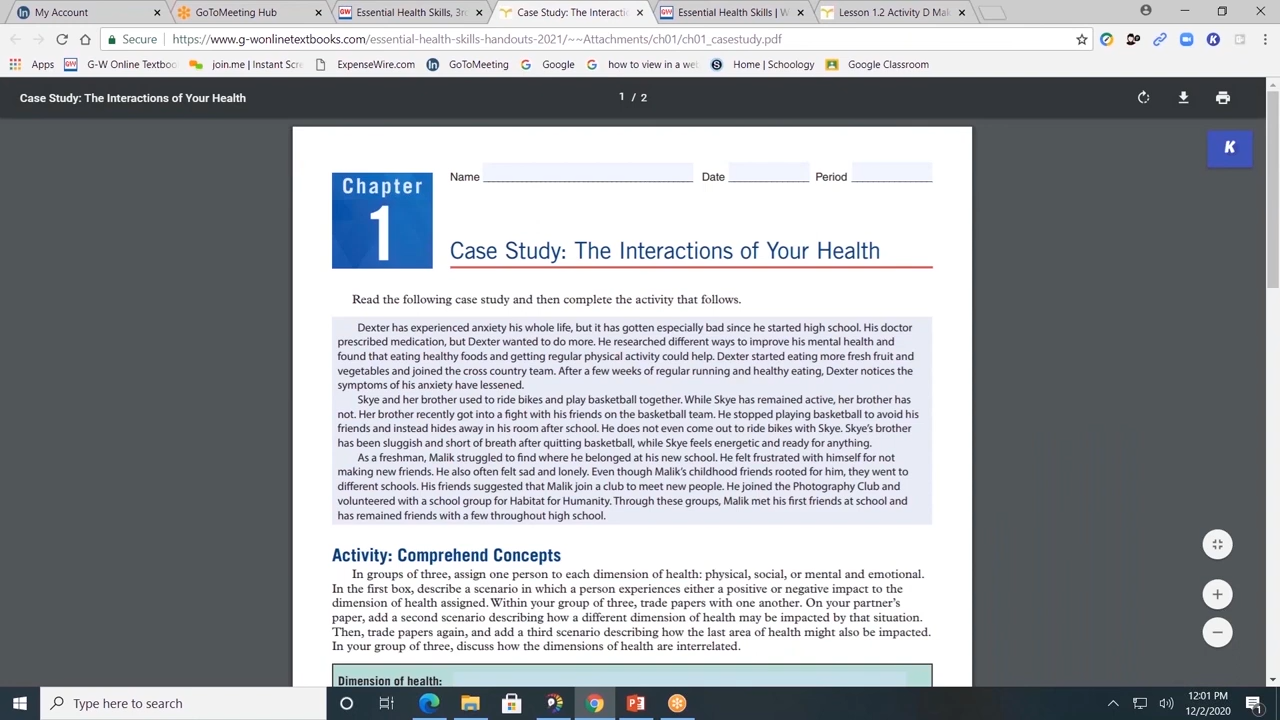 My Account
GoToMeeting Hub
Essential Health Skills, 3r
Case Study: The Interacti
Essential Health Skills | W
Lesson 1.2 Activity D Mak
Secure
https://www.g-wonlinetextbooks.com/essential-health-skills-handouts-2021/~~Attachments/ch01/ch01_casestudy.pdf
Apps
G-W Online Textboo
join.me | Instant Scre
ExpenseWire.com
GoToMeeting
Google
how to view in a web
Home | Schoology
Google Classroom
Case Study: The Interactions of Your Health
1 / 2
K
Name
Date
Period
Chapter
1
Case Study: The Interactions of Your Health
Read the following case study and then complete the activity that follows.
Dexter has experienced anxiety his whole life, but it has gotten especially bad since he started high school. His doctor
prescribed medication, but Dexter wanted to do more. He researched different ways to improve his mental health and
found that eating healthy foods and getting regular physical activity could help. Dexter started eating more fresh fruit and
vegetables and joined the cross country team. After a few weeks of regular running and healthy eating, Dexter notices the
symptoms of his anxiety have lessened.
Skye and her brother used to ride bikes and play basketball together. While Skye has remained active, her brother has
not. Her brother recently got into a fight with his friends on the basketball team. He stopped playing basketball to avoid his
friends and instead hides away in his room after school. He does not even come out to ride bikes with Skye. Skye's brother
has been sluggish and short of breath after quitting basketball, while Skye feels energetic and ready for anything.
As a freshman, Malik struggled to find where he belonged at his new school. He felt frustrated with himself for not
making new friends. He also often felt sad and lonely. Even though Malik's childhood friends rooted for him, they went to
different schools. His friends suggested that Malik join a club to meet new people. He joined the Photography Club and
volunteered with a school group for Habitat for Humanity. Through these groups, Malik met his first friends at school and
has remained friends with a few throughout high school.
Activity: Comprehend Concepts
In groups of three, assign one person to each dimension of health: physical, social, or mental and emotional.
In the first box, describe a scenario in which a person experiences either a positive or negative impact to the
dimension of health assigned. Within your group of three, trade papers with one another. On your partner's
paper, add a second scenario describing how a different dimension of health may be impacted by that situation.
Then, trade papers again, and add a third scenario describing how the last area of health might also be impacted.
In your group of three, discuss how the dimensions of health are interrelated.
Dimension of health:
Type here to search
12:01 PM
12/2/2020